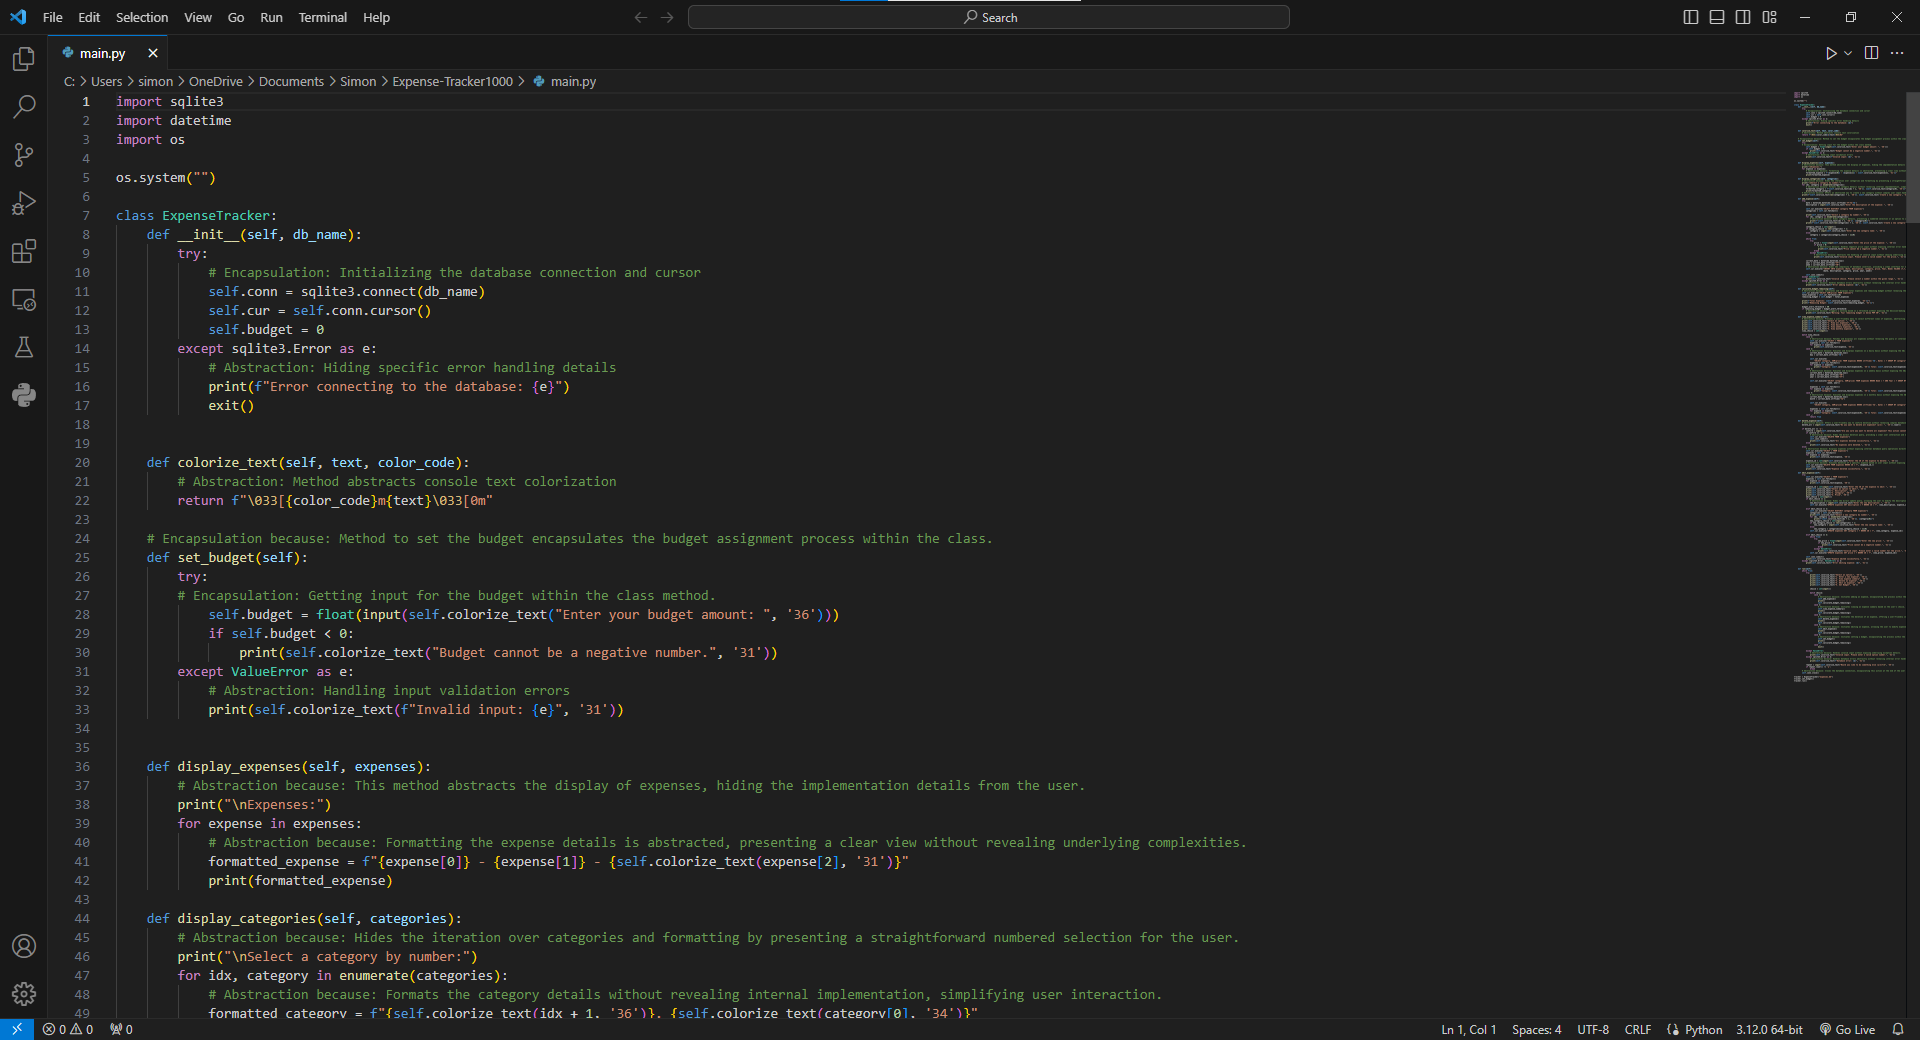 File Edit Selection View Go Run Terminal Help Search
main.py
C: > Users > simon > OneDrive > Documents > Simon > Expense-Tracker1000 > main.py
1 import sqlite3
2 import datetime
3 import os
4
5 os.system("")
6
7 class ExpenseTracker:
8 def __init__(self, db_name):
9 try:
10 # Encapsulation: Initializing the database connection and cursor
11 self.conn = sqlite3.connect(db_name)
12 self.cur = self.conn.cursor()
13 self.budget = 0
14 except sqlite3.Error as e:
15 # Abstraction: Hiding specific error handling details
16 print(f"Error connecting to the database: {e}")
17 exit()
18
19
20 def colorize_text(self, text, color_code):
21 # Abstraction: Method abstracts console text colorization
22 return f"\033[{color_code}m{text}\033[0m"
23
24 # Encapsulation because: Method to set the budget encapsulates the budget assignment process within the class.
25 def set_budget(self):
26 try:
27 # Encapsulation: Getting input for the budget within the class method.
28 self.budget = float(input(self.colorize_text("Enter your budget amount: ", '36')))
29 if self.budget < 0:
30 print(self.colorize_text("Budget cannot be a negative number.", '31'))
31 except ValueError as e:
32 # Abstraction: Handling input validation errors
33 print(self.colorize_text(f"Invalid input: {e}", '31'))
34
35
36 def display_expenses(self, expenses):
37 # Abstraction because: This method abstracts the display of expenses, hiding the implementation details from the user.
38 print("\nExpenses:")
39 for expense in expenses:
40 # Abstraction because: Formatting the expense details is abstracted, presenting a clear view without revealing underlying complexities.
41 formatted_expense = f"{expense[0]} - {expense[1]} - {self.colorize_text(expense[2], '31')}"
42 print(formatted_expense)
43
44 def display_categories(self, categories):
45 # Abstraction because: Hides the iteration over categories and formatting by presenting a straightforward numbered selection for the user.
46 print("\nSelect a category by number:")
47 for idx, category in enumerate(categories):
48 # Abstraction because: Formats the category details without revealing internal implementation, simplifying user interaction.
49 formatted_category = f"{self.colorize_text(idx + 1, '36')}. {self.colorize_text(category[0], '34')}"
0 0 0 Ln 1, Col 1 Spaces: 4 UTF-8 CRLF Python 3.12.0 64-bit Go Live